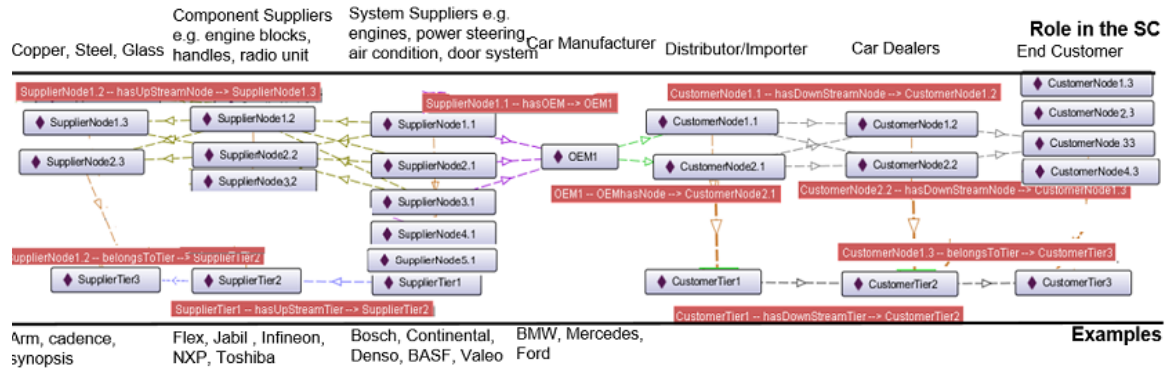 Role in the SC
Copper, Steel, Glass
Component Suppliers
e.g. engine blocks,
handles, radio unit
System Suppliers e.g.
engines, power steering,
air condition, door system
Car Manufacturer
Distributor/Importer
Car Dealers
End Customer
SupplierNode1.2 -- hasUpStreamNode --> SupplierNode1.3
SupplierNode1.1 -- hasOEM --> OEM1
CustomerNode1.1 -- hasDownStreamNode --> CustomerNode1.2
SupplierNode1.3
SupplierNode2.3
SupplierNode1.2
SupplierNode2.2
SupplierNode3,2
SupplierNode1.1
SupplierNode2.1
SupplierNode3.1
SupplierNode4.1
SupplierNode5.1
OEM1
CustomerNode1.1
CustomerNode2.1
CustomerNode1.2
CustomerNode2.2
CustomerNode1.3
CustomerNode2,3
CustomerNode 33
CustomerNode4.3
OEM1 -- OEMhasNode --> CustomerNode2.1
CustomerNode2.2 -- hasDownStreamNode --> CustomerNode1.3
SupplierNode1.2 -- belongsToTier --> SupplierTier2
CustomerNode1.3 -- belongsToTier --> CustomerTier3
SupplierTier3
SupplierTier2
SupplierTier1
CustomerTier1
CustomerTier2
CustomerTier3
SupplierTier1 -- hasUpStreamTier --> SupplierTier2
CustomerTier1 -- hasDownStreamTier --> CustomerTier2
Examples
Arm, cadence,
synopsis
Flex, Jabil , Infineon,
NXP, Toshiba
Bosch, Continental,
Denso, BASF, Valeo
BMW, Mercedes,
Ford